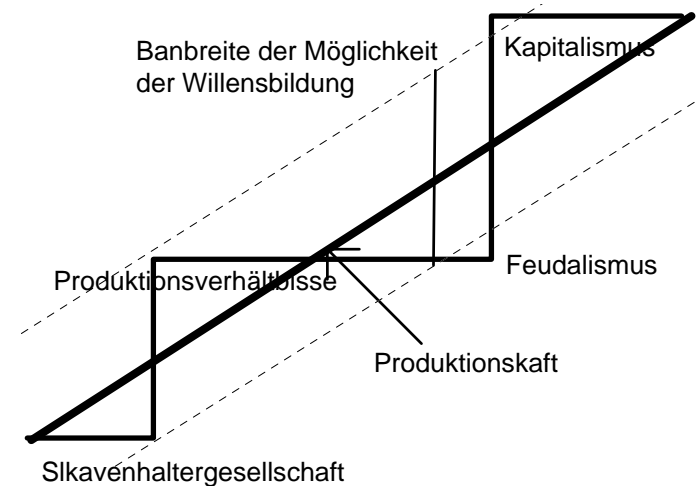 Banbreite der Möglichkeit
der Willensbildung
Kapitalismus
Produktionsverhältbisse
Feudalismus
Produktionskaft
Slkavenhaltergesellschaft